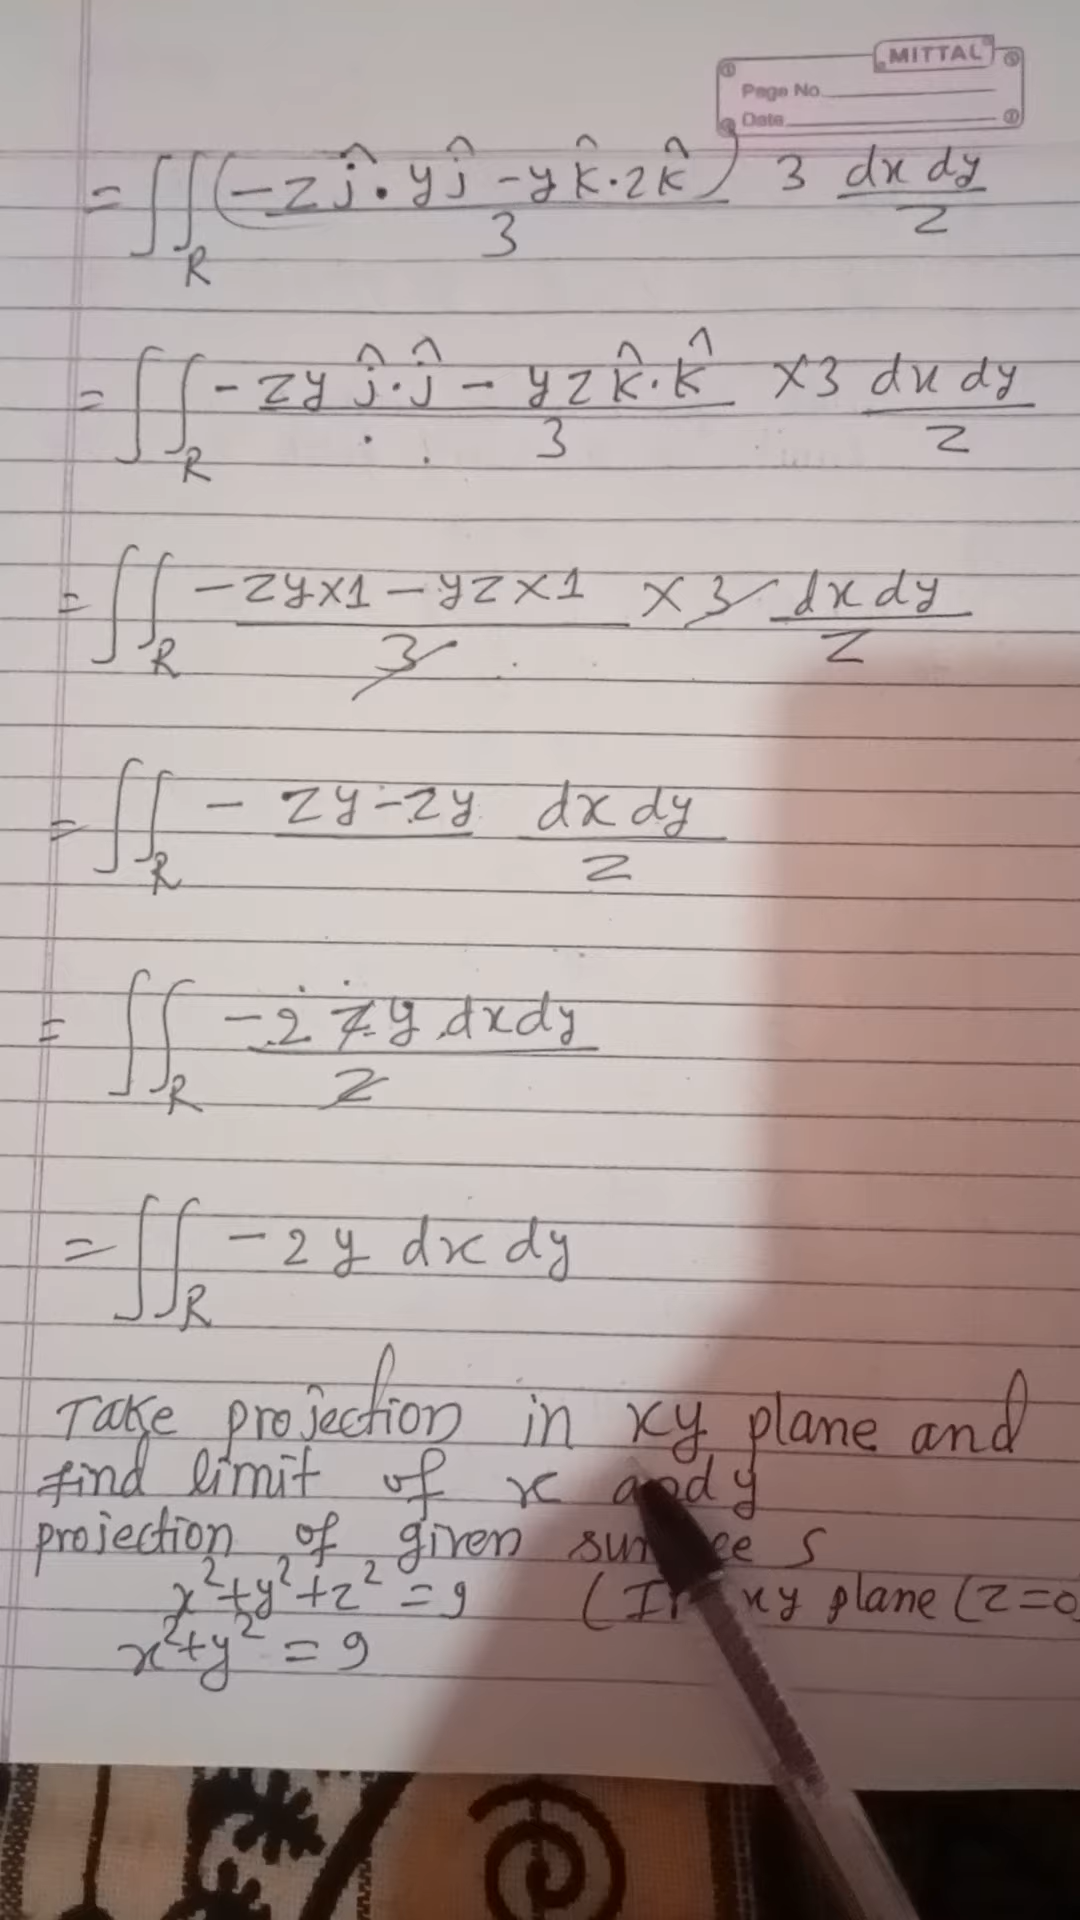 MITTAL
Page No.
Date
= ∬_R (-zĵ·yĵ - yk̂·zk̂)/3 3 dx dy/z
= ∬_R (-zy ĵ·ĵ - yz k̂·k̂)/3 ×3 dx dy/z
= ∬_R (-zy×1 - yz×1)/3 ×3 dx dy/z
= ∬_R - zy - zy dx dy/z
= ∬_R -2 z y dx dy/z
= ∬_R -2y dx dy
Take projection in xy plane and
find limit of x and y
projection of given S
x²+y²+z² = 9 (In xy plane (z=0
x²+y² = 9